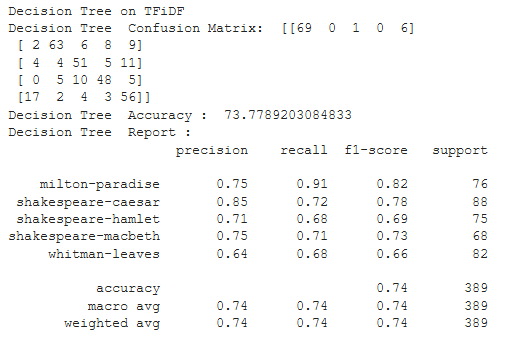 Decision Tree on TFiDF
Decision Tree  Confusion Matrix:  [[69  0  1  0  6]
 [ 2 63  6  8  9]
 [ 4  4 51  5 11]
 [ 0  5 10 48  5]
 [17  2  4  3 56]]
Decision Tree  Accuracy :  73.7789203084833
Decision Tree  Report :
precision    recall  f1-score   support
milton-paradise       0.75      0.91      0.82        76
shakespeare-caesar       0.85      0.72      0.78        88
shakespeare-hamlet       0.71      0.68      0.69        75
shakespeare-macbeth       0.75      0.71      0.73        68
whitman-leaves       0.64      0.68      0.66        82
accuracy                           0.74       389
macro avg       0.74      0.74      0.74       389
weighted avg       0.74      0.74      0.74       389